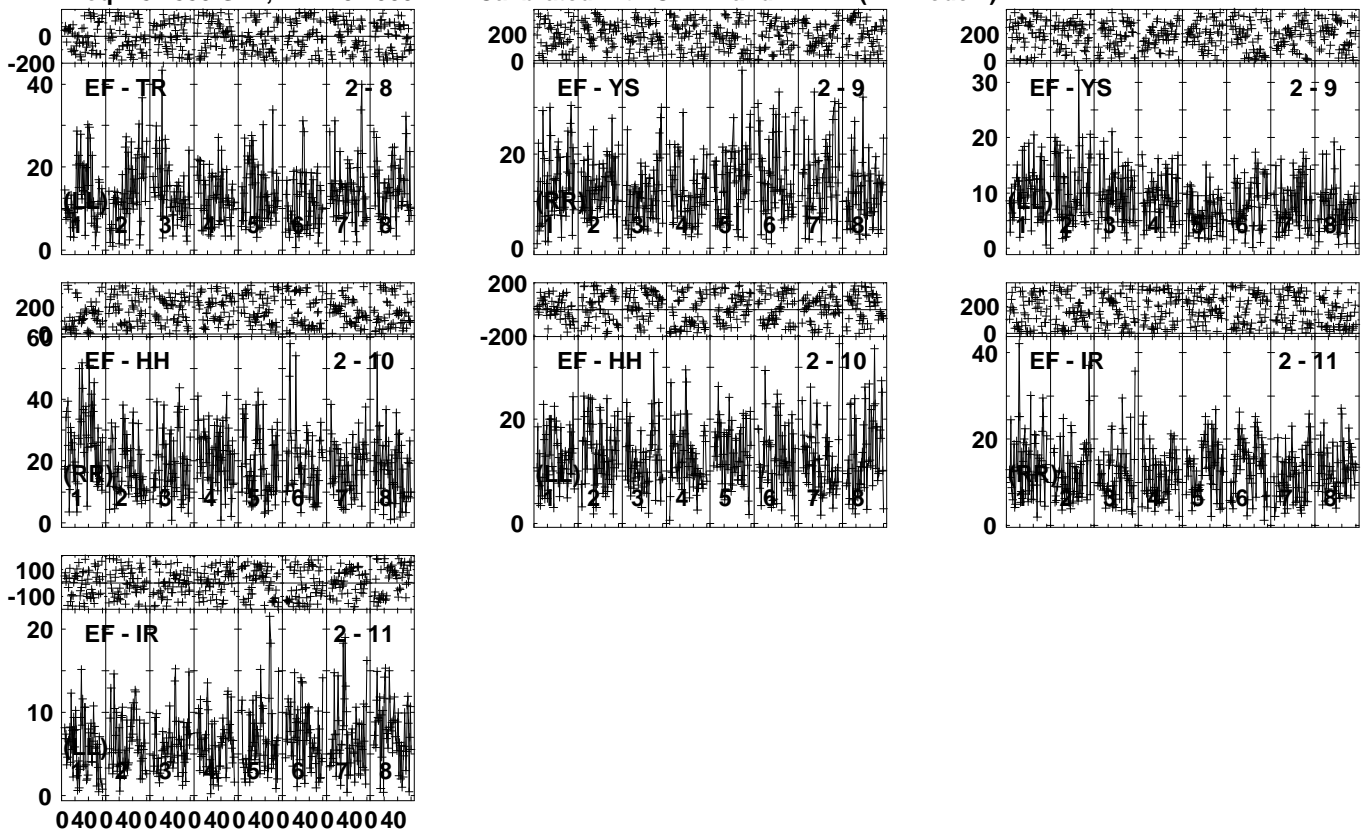 0 200 200
-200 0 0
40 EF - TR 2 - 8 EF - YS 2 - 9 30 EF - YS 2 - 9
20 20 20
(LL) (RR) 10 (LL)
1 2 3 4 5 6 7 8 1 2 3 4 5 6 7 8 1 2 3 4 5 6 7 8
0 0 0
200 200 200
0 -200 0
60 EF - HH 2 - 10 EF - HH 2 - 10 40 EF - IR 2 - 11
40 20 20
20 (RR) (LL) (RR)
1 2 3 4 5 6 7 8 1 2 3 4 5 6 7 8 1 2 3 4 5 6 7 8
0 0 0
100
-100
20 EF - IR 2 - 11
10
(LL)
1 2 3 4 5 6 7 8
0
0 40 0 40 0 40 0 40 0 40 0 40 0 40 0 40